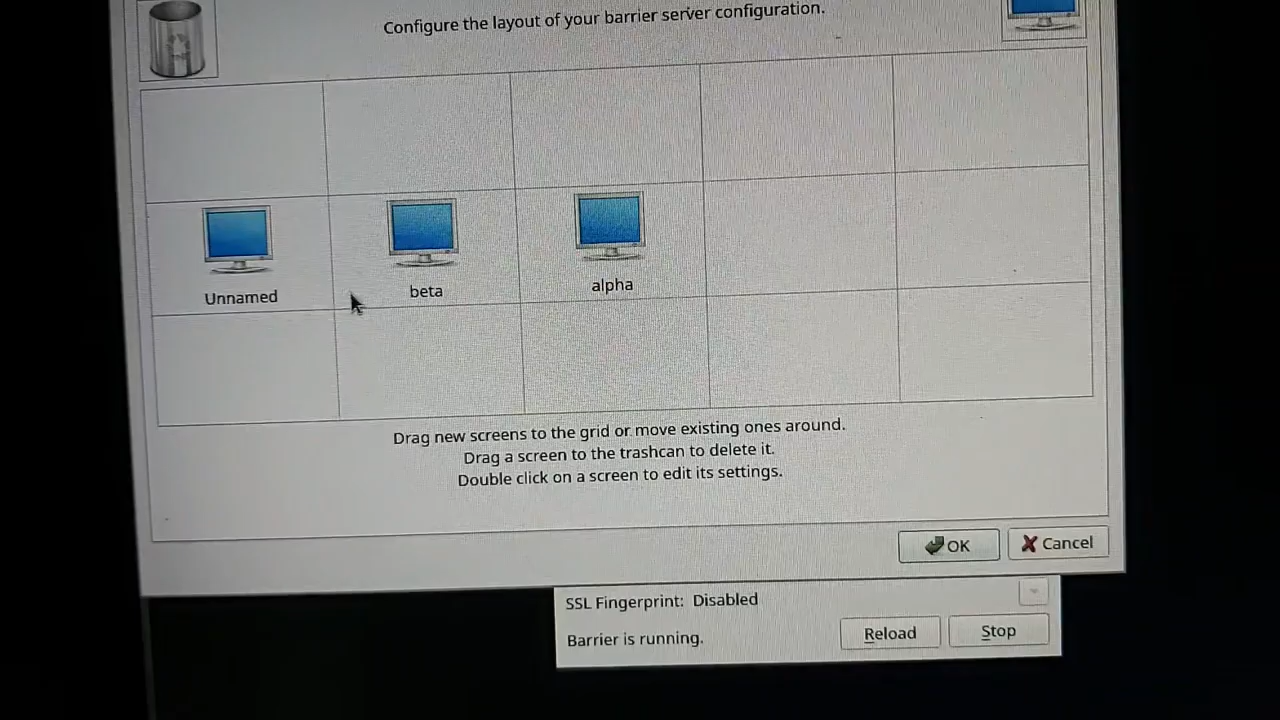 Configure the layout of your barrier server configuration.
Unnamed
beta
alpha
Drag new screens to the grid or move existing ones around.
Drag a screen to the trashcan to delete it.
Double click on a screen to edit its settings.
OK
Cancel
SSL Fingerprint: Disabled
Barrier is running.
Reload
Stop